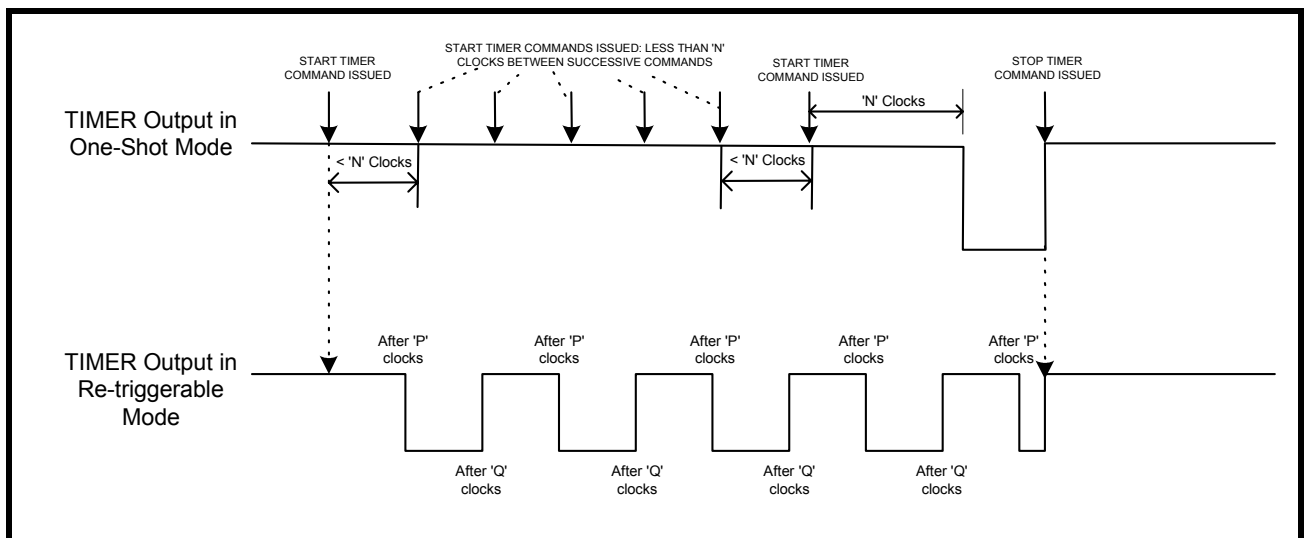 START TIMER
COMMAND ISSUED
START TIMER COMMANDS ISSUED: LESS THAN 'N'
CLOCKS BETWEEN SUCCESSIVE COMMANDS
START TIMER
COMMAND ISSUED
STOP TIMER
COMMAND ISSUED
TIMER Output in
One-Shot Mode
'N' Clocks
< 'N' Clocks
< 'N' Clocks
TIMER Output in
Re-triggerable
Mode
After 'P'
clocks
After 'P'
clocks
After 'P'
clocks
After 'P'
clocks
After 'P'
clocks
After 'Q'
clocks
After 'Q'
clocks
After 'Q'
clocks
After 'Q'
clocks